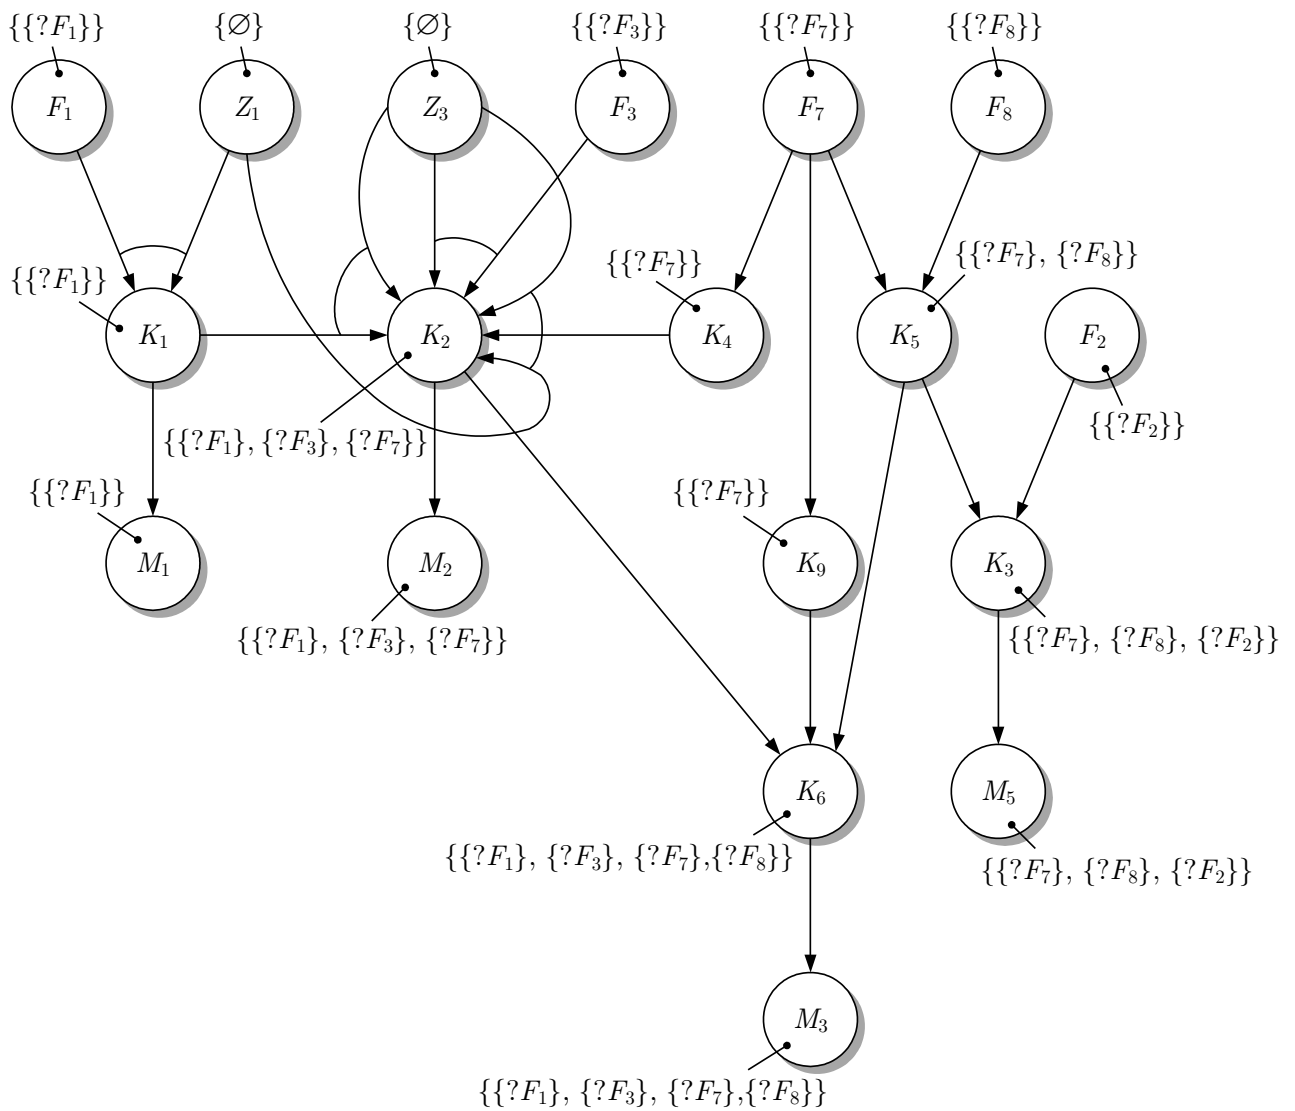 {{?F₁}} {∅} {∅} {{?F₃}} {{?F₇}} {{?F₈}}
F₁ Z₁ Z₃ F₃ F₇ F₈
{{?F₇}, {?F₈}}
{{?F₇}}
{{?F₁}}
K₁ K₂ K₄ K₅ F₂
{{?F₂}}
{{?F₁}, {?F₃}, {?F₇}}
{{?F₁}} {{?F₇}}
M₁ M₂ K₉ K₃
{{?F₁}, {?F₃}, {?F₇}} {{?F₇}, {?F₈}, {?F₂}}
K₆ M₅
{{?F₁}, {?F₃}, {?F₇},{?F₈}}
{{?F₇}, {?F₈}, {?F₂}}
M₃
{{?F₁}, {?F₃}, {?F₇},{?F₈}}